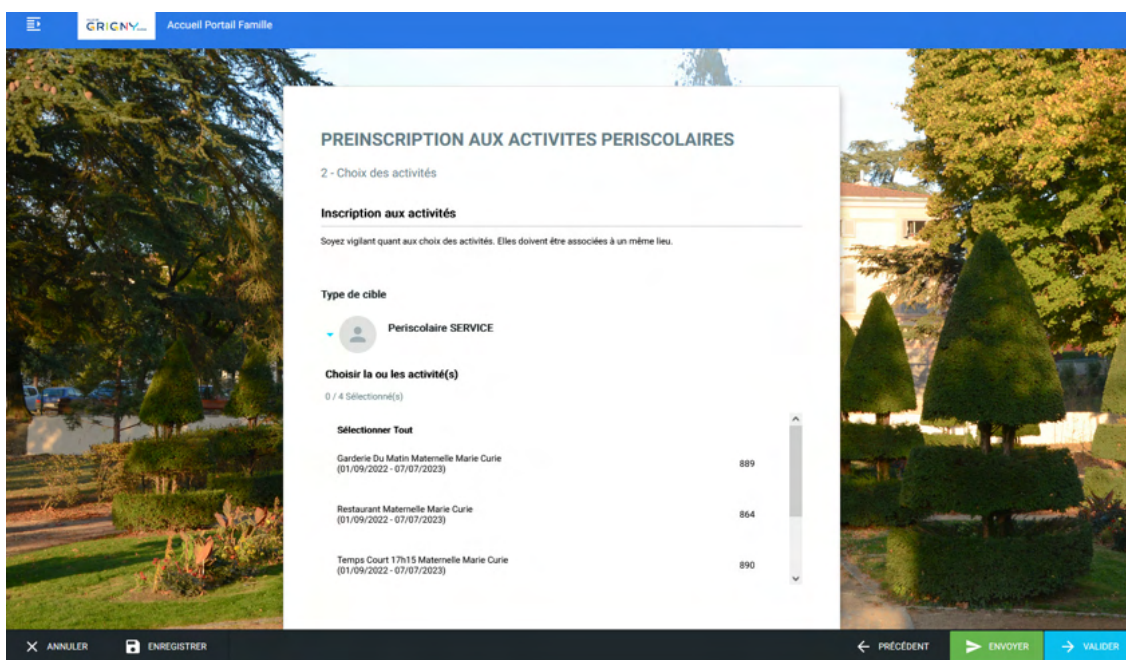 GRIGNY
Accueil Portail Famille
PREINSCRIPTION AUX ACTIVITES PERISCOLAIRES
2 - Choix des activités
Inscription aux activités
Soyez vigilant quant aux choix des activités. Elles doivent être associées à un même lieu.
Type de cible
Periscolaire SERVICE
Choisir la ou les activité(s)
0 / 4 Sélectionné(s)
Sélectionner Tout
Garderie Du Matin Maternelle Marie Curie
(01/09/2022 - 07/07/2023)
889
Restaurant Maternelle Marie Curie
(01/09/2022 - 07/07/2023)
864
Temps Court 17h15 Maternelle Marie Curie
(01/09/2022 - 07/07/2023)
890
ANNULER
ENREGISTRER
PRÉCÉDENT
ENVOYER
VALIDER